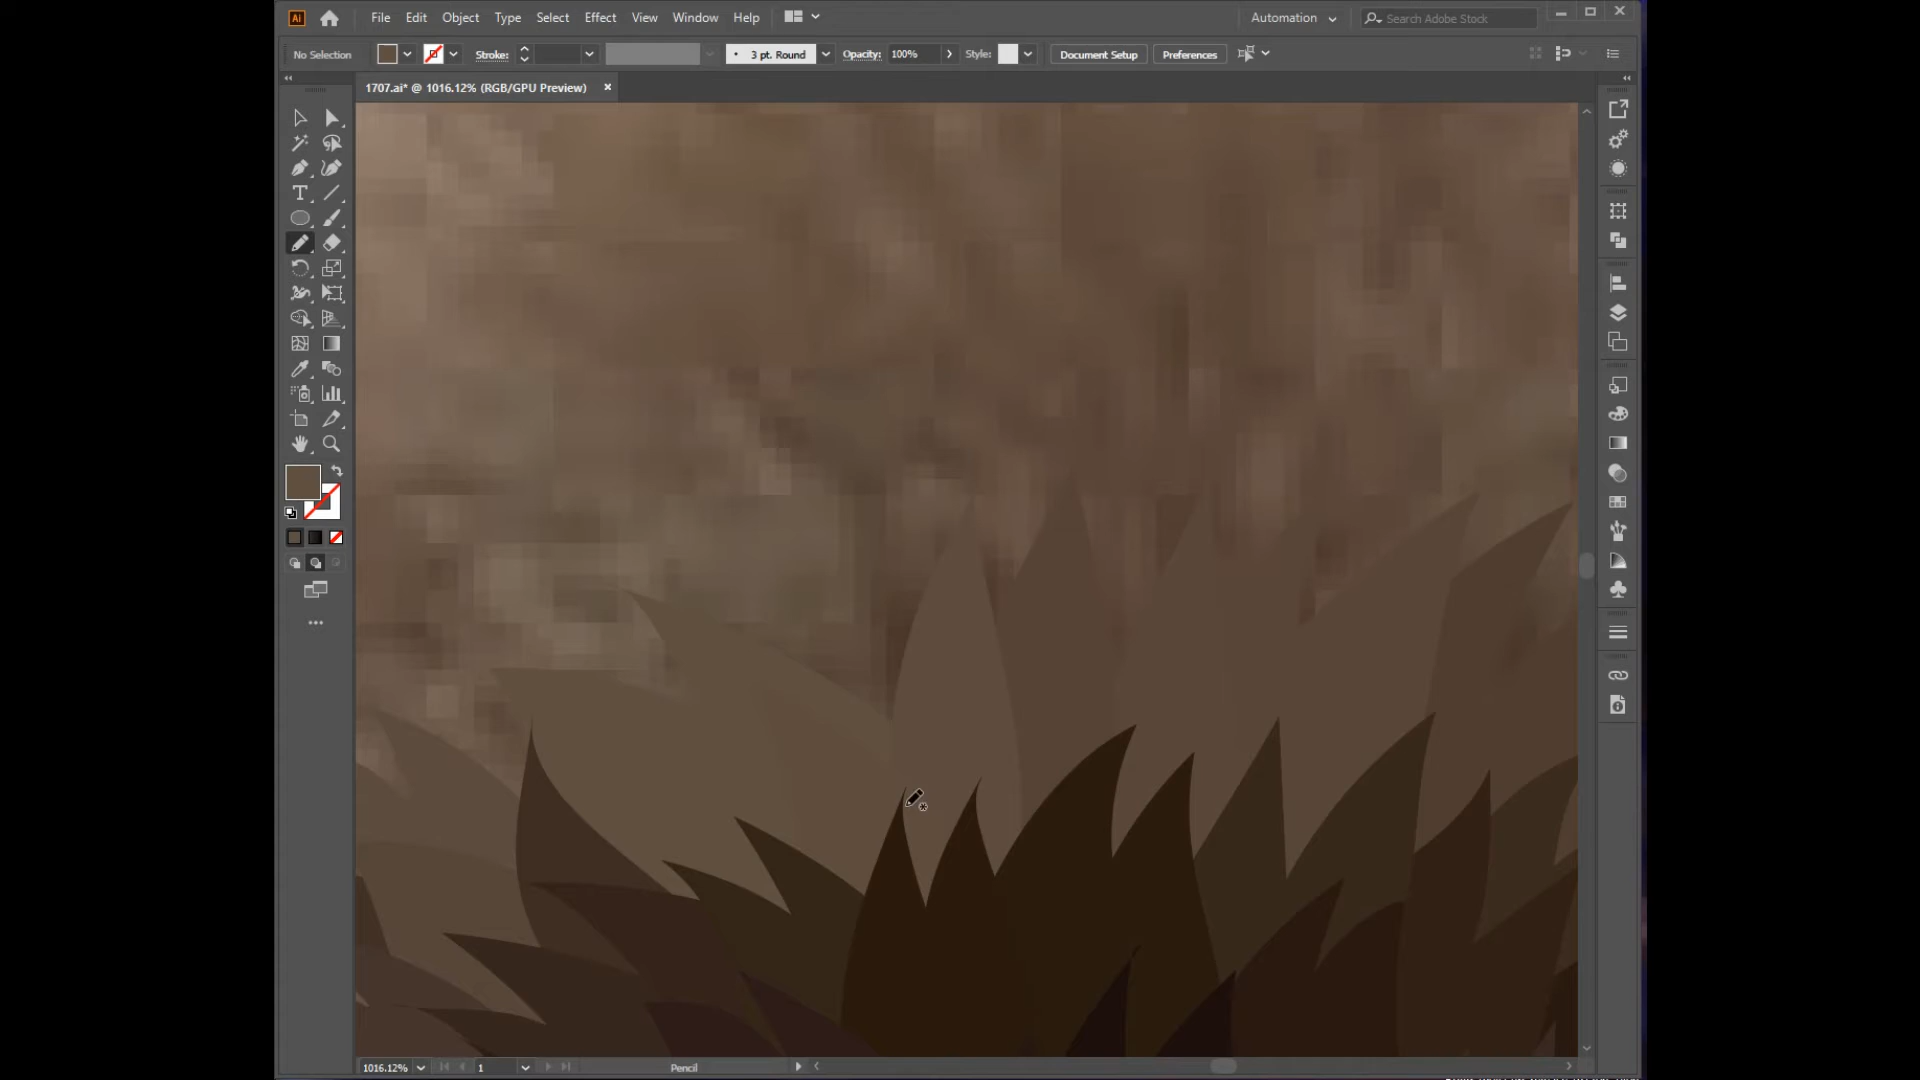 Ai File Edit Object Type Select Effect View Window Help Automation Search Adobe Stock
No Selection Stroke: 3 pt. Round Opacity: 100% Style: Document Setup Preferences
1707.ai* @ 1016.12% (RGB/GPU Preview)
1016.12% 1 Pencil